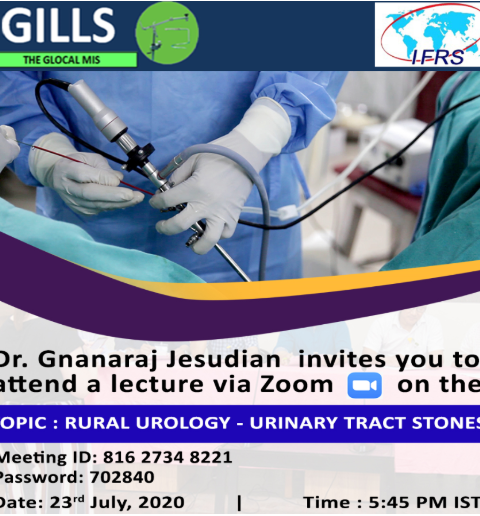 GILLS
THE GLOCAL MIS
IFRS
Dr. Gnanaraj Jesudian invites you to
attend a lecture via Zoom on the
OPIC : RURAL UROLOGY - URINARY TRACT STONES
Meeting ID: 816 2734 8221
Password: 702840
Date: 23rd July, 2020 | Time : 5:45 PM IST